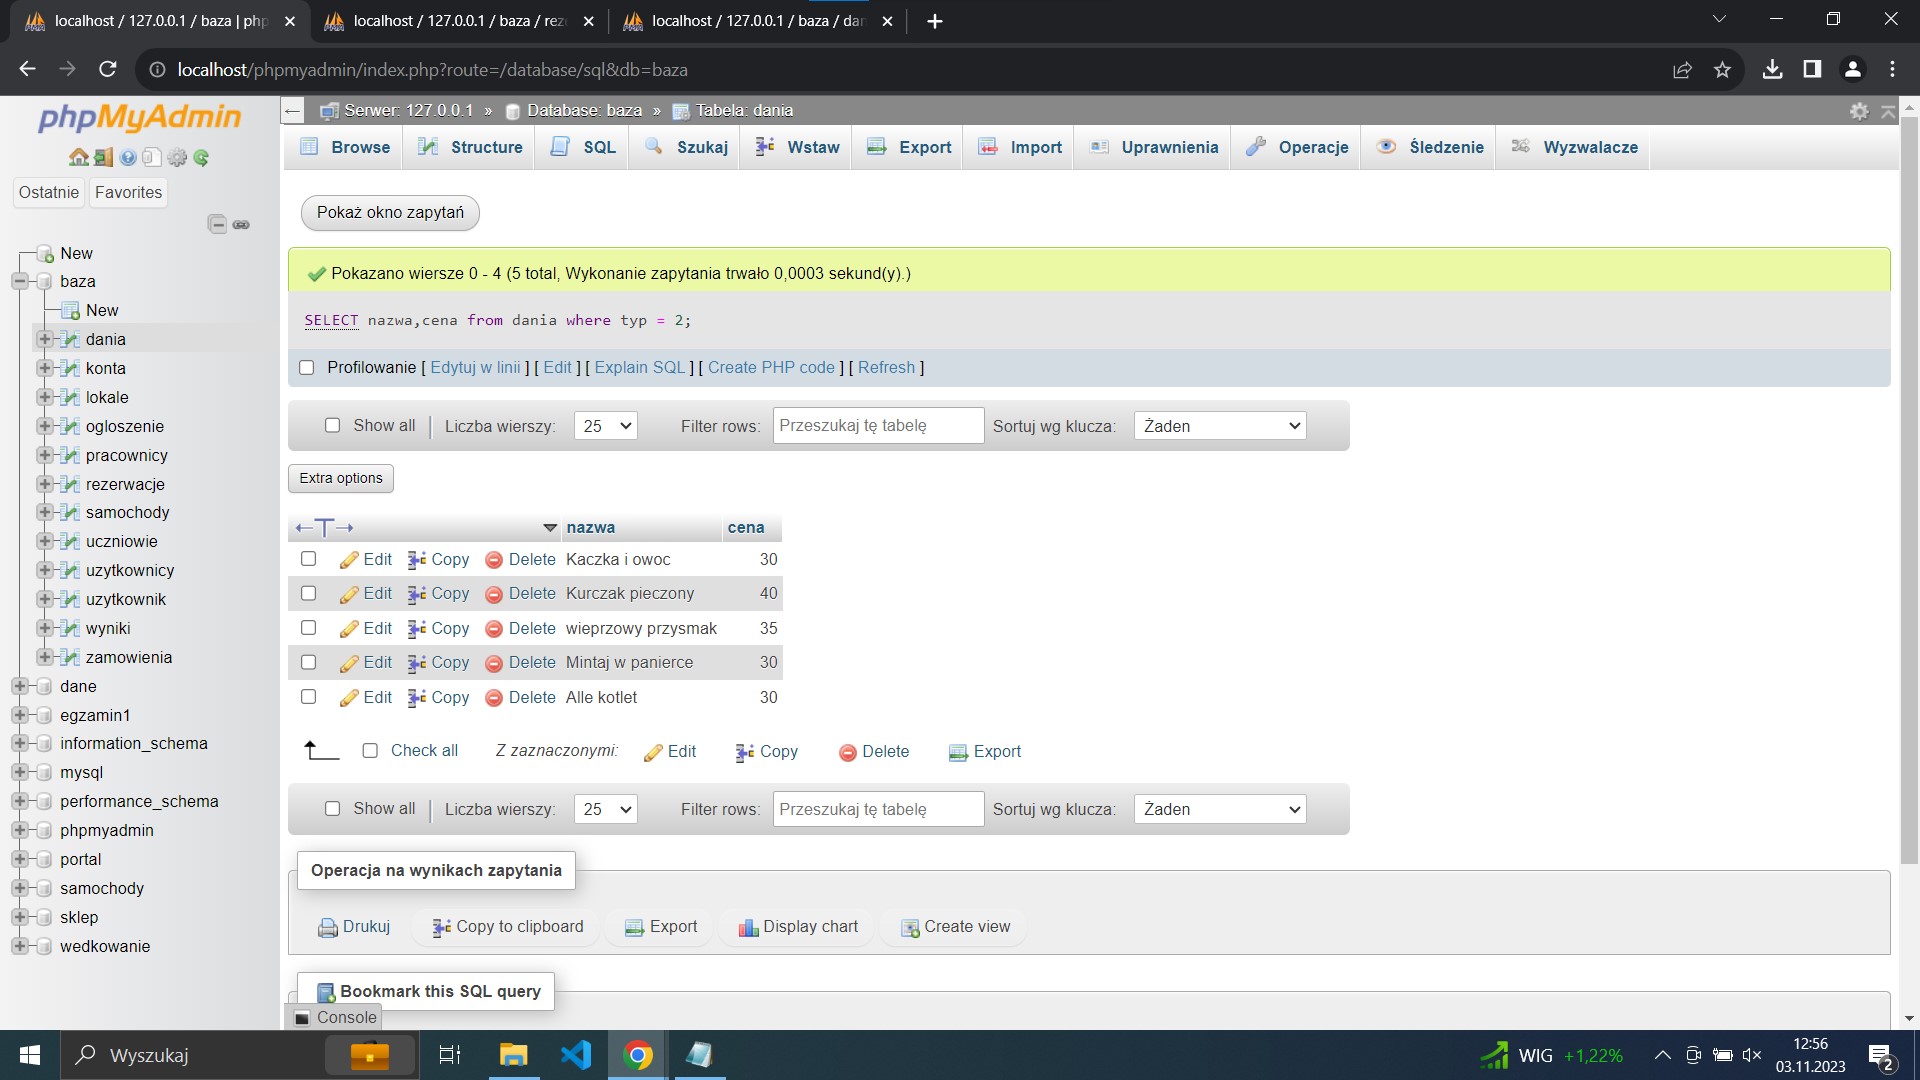 localhost / 127.0.0.1 / baza | php
localhost / 127.0.0.1 / baza / reze
localhost / 127.0.0.1 / baza / dan
localhost/phpmyadmin/index.php?route=/database/sql&db=baza
phpMyAdmin
Ostatnie Favorites
New
baza
New
dania
konta
lokale
ogloszenie
pracownicy
rezerwacje
samochody
uczniowie
uzytkownicy
uzytkownik
wyniki
zamowienia
dane
egzamin1
information_schema
mysql
performance_schema
phpmyadmin
portal
samochody
sklep
wedkowanie
Serwer: 127.0.0.1 » Database: baza » Tabela: dania
Browse Structure SQL Szukaj Wstaw Export Import Uprawnienia Operacje Śledzenie Wyzwalacze
Pokaż okno zapytań
Pokazano wiersze 0 - 4 (5 total, Wykonanie zapytania trwało 0,0003 sekund(y).)
SELECT nazwa,cena from dania where typ = 2;
Profilowanie [ Edytuj w linii ] [ Edit ] [ Explain SQL ] [ Create PHP code ] [ Refresh ]
Show all | Liczba wierszy: 25 Filter rows: Przeszukaj tę tabelę Sortuj wg klucza: Żaden
Extra options
←T→ nazwa cena
Edit Copy Delete Kaczka i owoc 30
Edit Copy Delete Kurczak pieczony 40
Edit Copy Delete wieprzowy przysmak 35
Edit Copy Delete Mintaj w panierce 30
Edit Copy Delete Alle kotlet 30
Check all Z zaznaczonymi: Edit Copy Delete Export
Show all | Liczba wierszy: 25 Filter rows: Przeszukaj tę tabelę Sortuj wg klucza: Żaden
Operacja na wynikach zapytania
Drukuj Copy to clipboard Export Display chart Create view
Bookmark this SQL query
Console
Wyszukaj
WIG +1,22%
12:56
03.11.2023
2